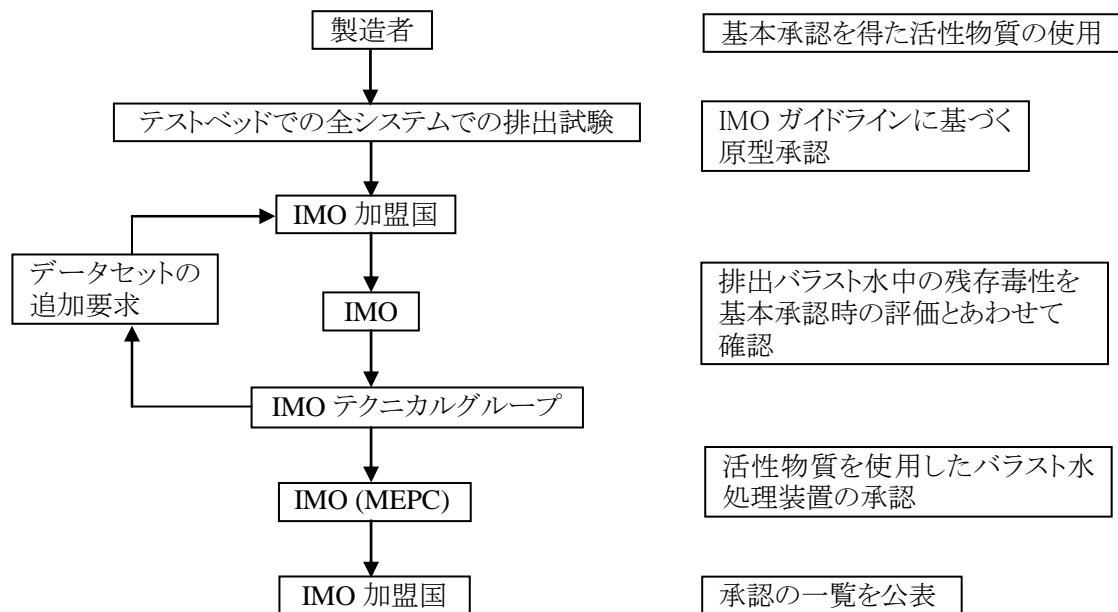 製造者
基本承認を得た活性物質の使用
テストベッドでの全システムでの排出試験
IMO ガイドラインに基づく
原型承認
IMO 加盟国
データセットの
追加要求
IMO
排出バラスト水中の残存毒性を
基本承認時の評価とあわせて
確認
IMO テクニカルグループ
活性物質を使用したバラスト水
処理装置の承認
IMO (MEPC)
IMO 加盟国
承認の一覧を公表